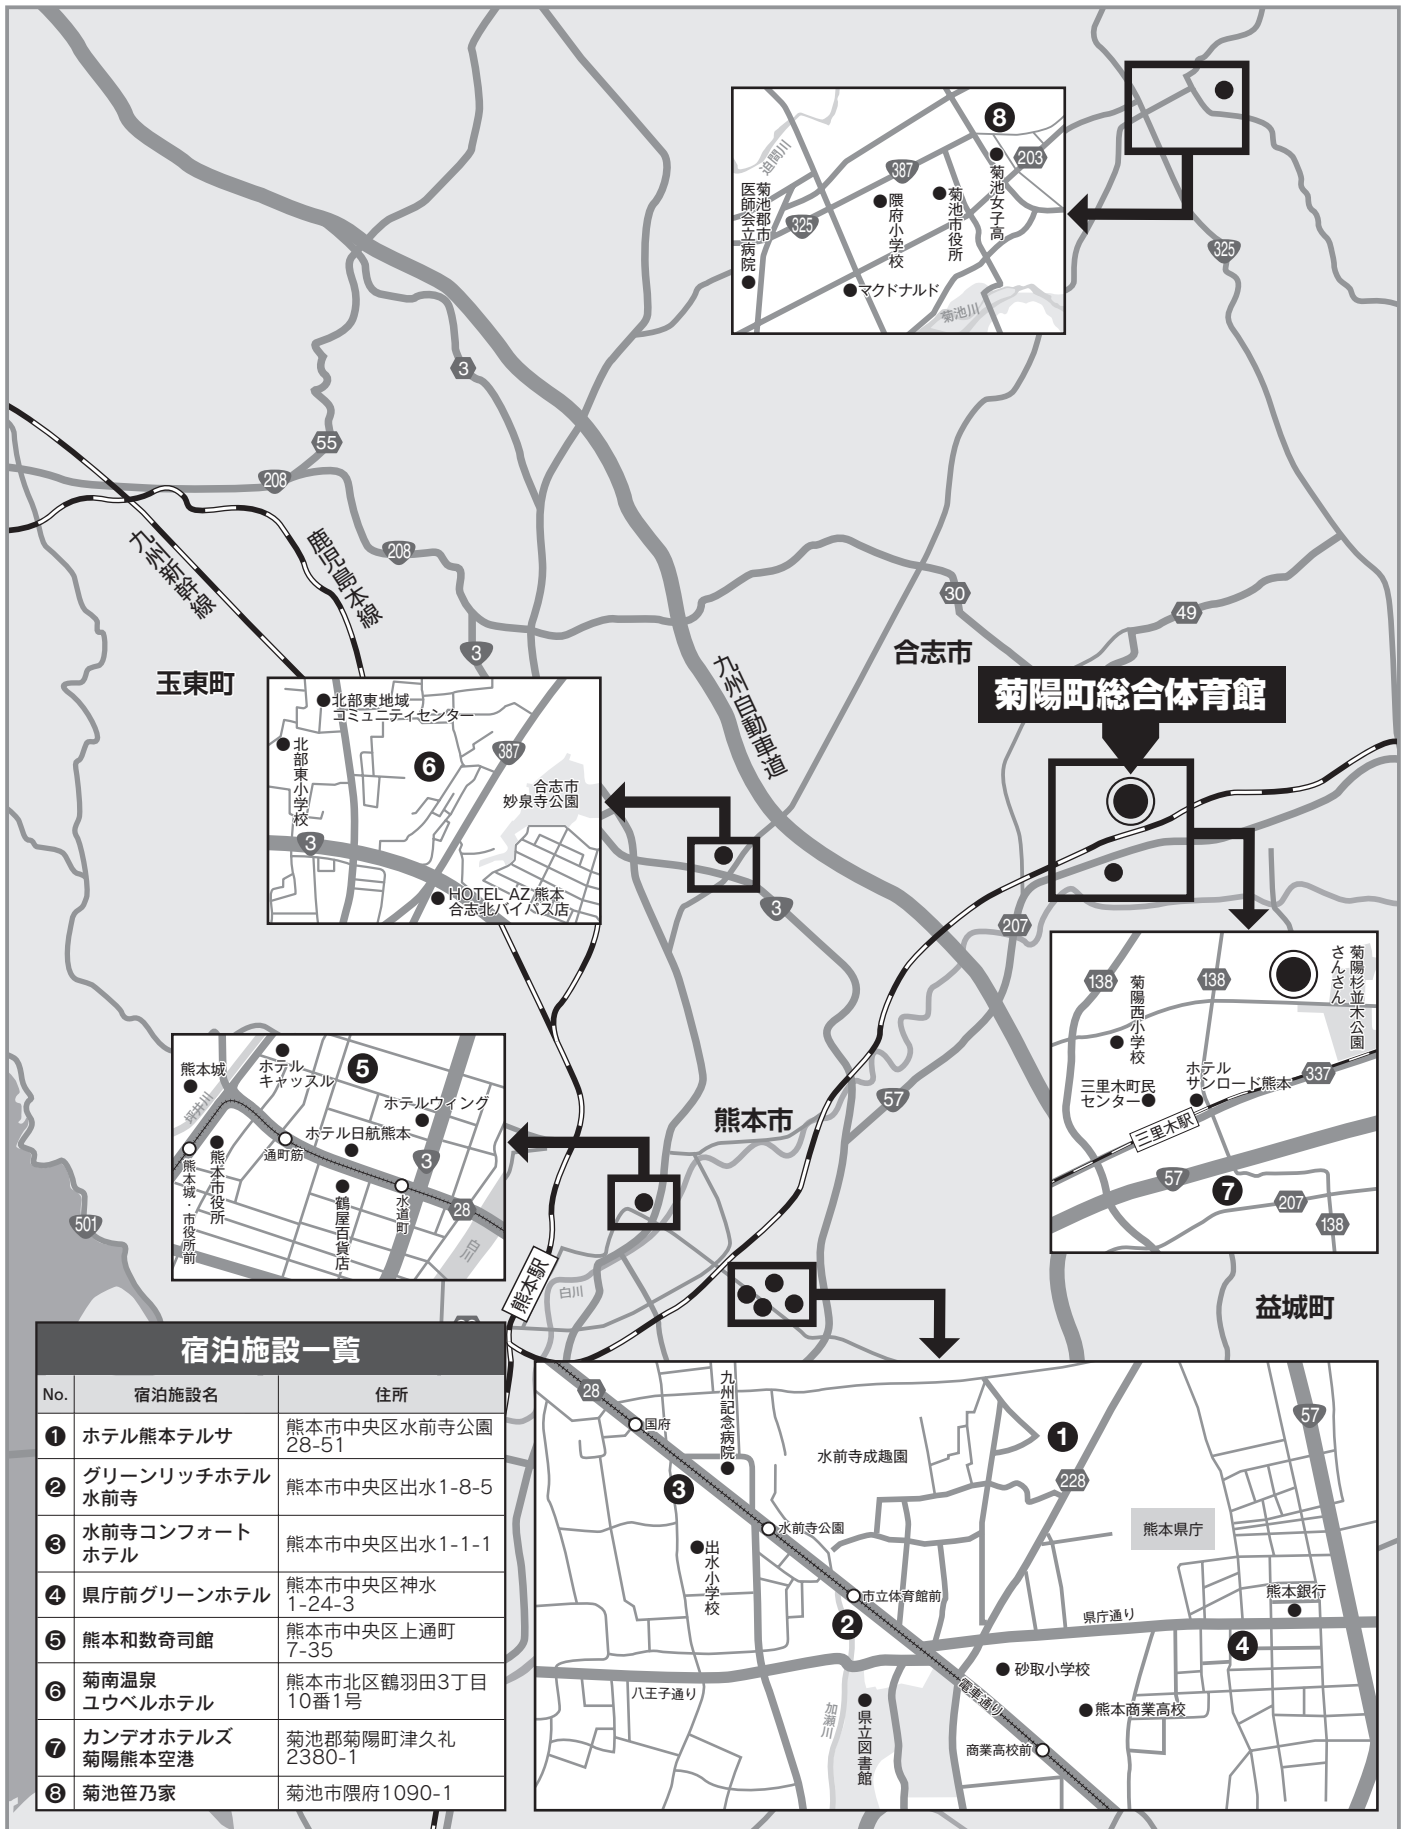 8
迫間川
203
387
菊池女子高
菊池市役所
隈府小学校
菊池郡市
医師会立病院
325
マクドナルド
菊池川
325
3
55
208
208
九州新幹線
鹿児島本線
30
49
合志市
3
玉東町
九州自動車道
菊陽町総合体育館
北部東地域
コミュニティセンター
北部東小学校
6
387
合志市
妙泉寺公園
3
HOTEL AZ 熊本
合志北バイパス店
3
207
菊陽杉並木公園
さんさん
138
138
菊陽西小学校
ホテル
サンロード熊本
337
三里木町民
センター
三里木駅
57
7
207
138
熊本城
ホテル
キャッスル
5
坪井川
ホテルウィング
ホテル日航熊本
通町筋
熊本城・市役所前
熊本市役所
鶴屋百貨店
3
水道町
28
白川
熊本市
57
501
熊本駅
白川
益城町
宿泊施設一覧
No. 宿泊施設名 住所
1 ホテル熊本テルサ 熊本市中央区水前寺公園
28-51
2 グリーンリッチホテル
水前寺 熊本市中央区出水1-8-5
3 水前寺コンフォート
ホテル 熊本市中央区出水1-1-1
4 県庁前グリーンホテル 熊本市中央区神水
1-24-3
5 熊本和数奇司館 熊本市中央区上通町
7-35
6 菊南温泉
ユウベルホテル 熊本市北区鶴羽田3丁目
10番1号
7 カンデオホテルズ
菊陽熊本空港 菊池郡菊陽町津久礼
2380-1
8 菊池笹乃家 菊池市隈府1090-1
28
国府
九州記念病院
水前寺成趣園
1
57
228
3
水前寺公園
熊本県庁
出水小学校
市立体育館前
熊本銀行
県庁通り
2
4
砂取小学校
八王子通り
電車通り
熊本商業高校
加瀬川
県立図書館
商業高校前